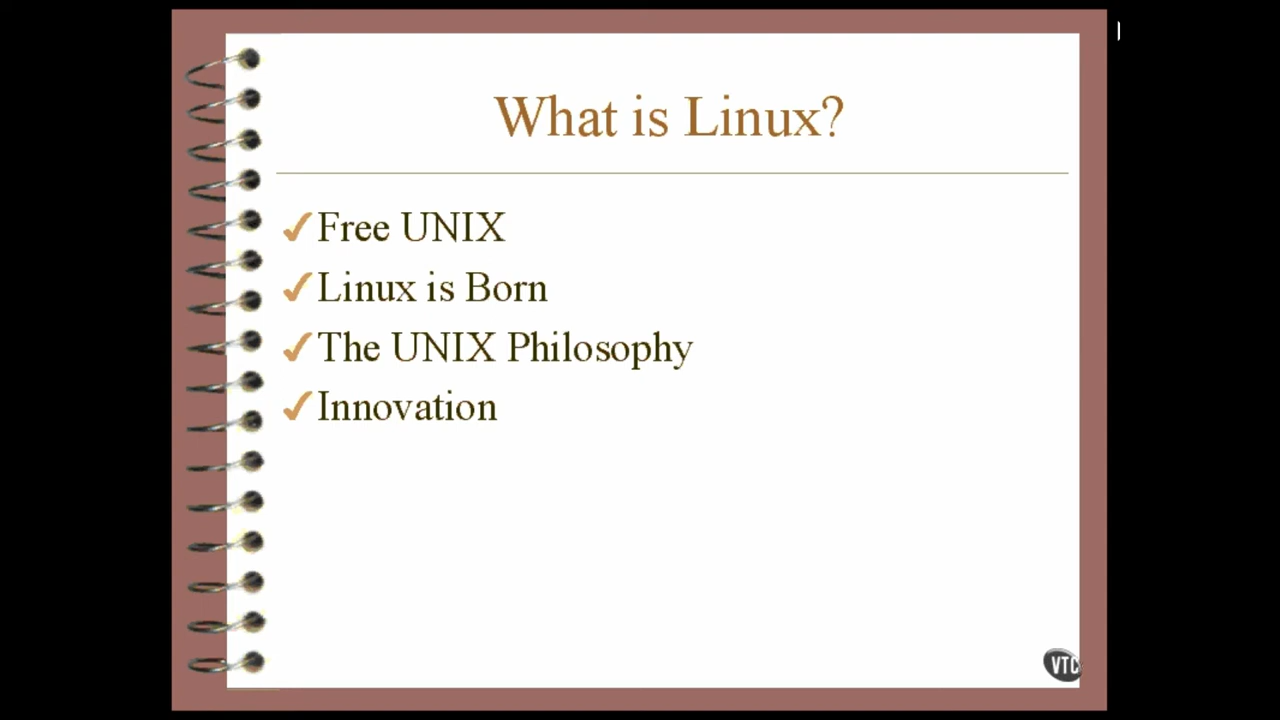 What is Linux?
Free UNIX
Linux is Born
The UNIX Philosophy
Innovation
VTC